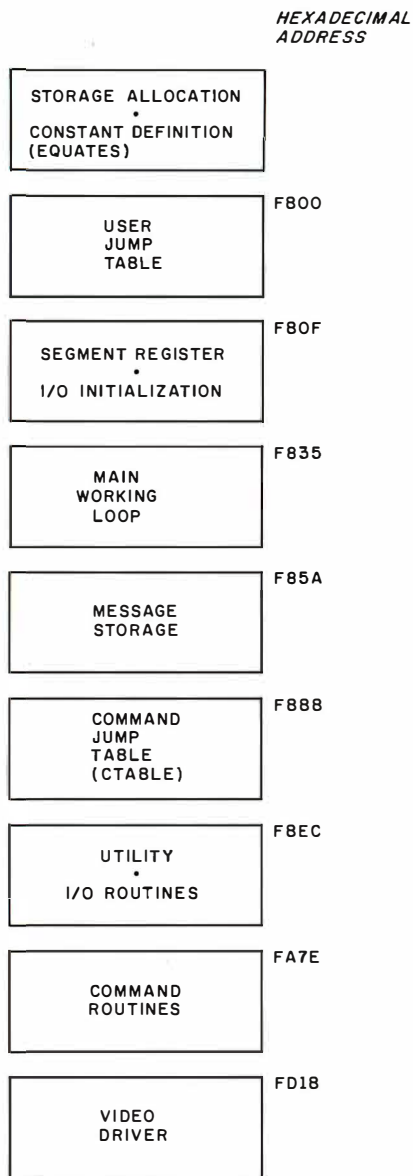 HEXADECIMAL
ADDRESS
STORAGE ALLOCATION
•
CONSTANT DEFINITION
(EQUATES)
F800
USER
JUMP
TABLE
F80F
SEGMENT REGISTER
•
I/O INITIALIZATION
F835
MAIN
WORKING
LOOP
F85A
MESSAGE
STORAGE
F888
COMMAND
JUMP
TABLE
(CTABLE)
F8EC
UTILITY
•
I/O ROUTINES
FA7E
COMMAND
ROUTINES
FD18
VIDEO
DRIVER